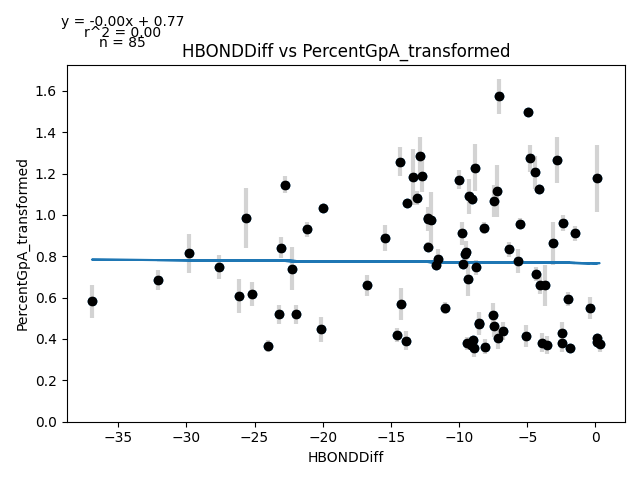 y = -0.00x + 0.77
r^2 = 0.00
n = 85
HBONDDiff vs PercentGpA_transformed
PercentGpA_transformed
1.6
1.4
1.2
1.0
0.8
0.6
0.4
0.2
0.0
−35 −30 −25 −20 −15 −10 −5 0
HBONDDiff